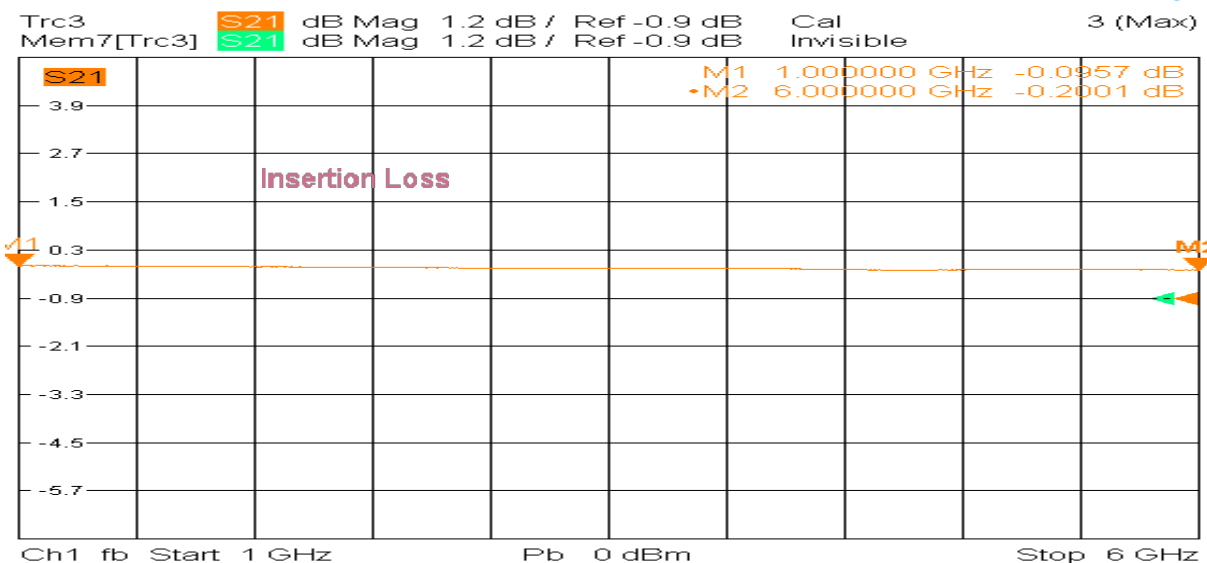 Trc3 S21 dB Mag 1.2 dB / Ref -0.9 dB Cal 3 (Max)
Mem7[Trc3] S21 dB Mag 1.2 dB / Ref -0.9 dB Invisible
S21
M1 1.000000 GHz -0.0957 dB
•M2 6.000000 GHz -0.2001 dB
3.9
2.7
Insertion Loss
1.5
M1
M2
0.3
-0.9
-2.1
-3.3
-4.5
-5.7
Ch1 fb Start 1 GHz Pb 0 dBm Stop 6 GHz